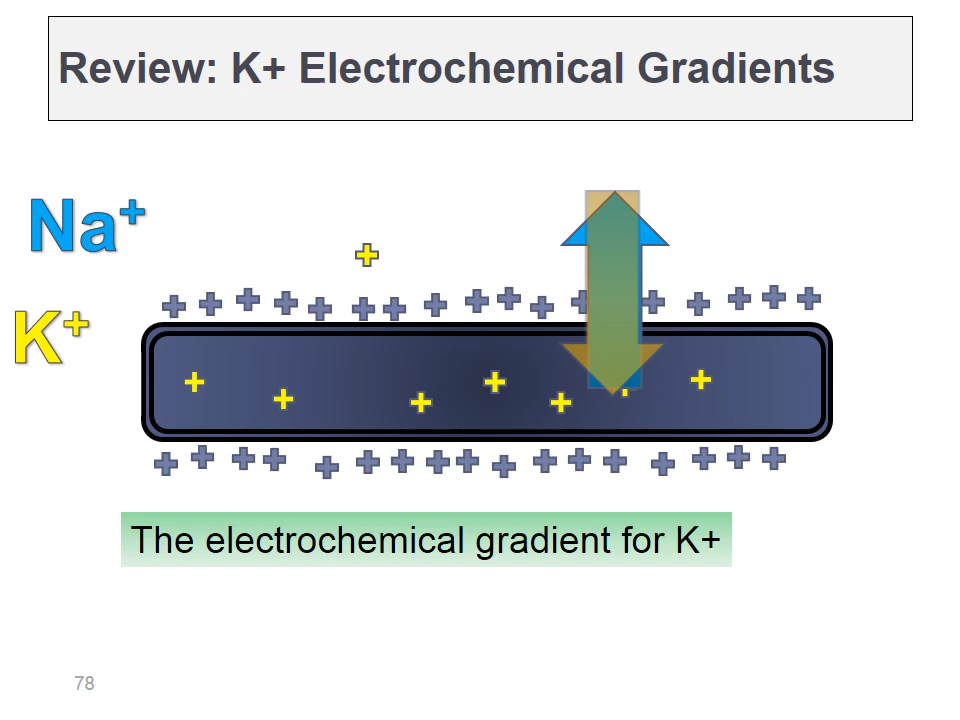 Review: K+ Electrochemical Gradients
Na⁺
K⁺
The electrochemical gradient for K+
78